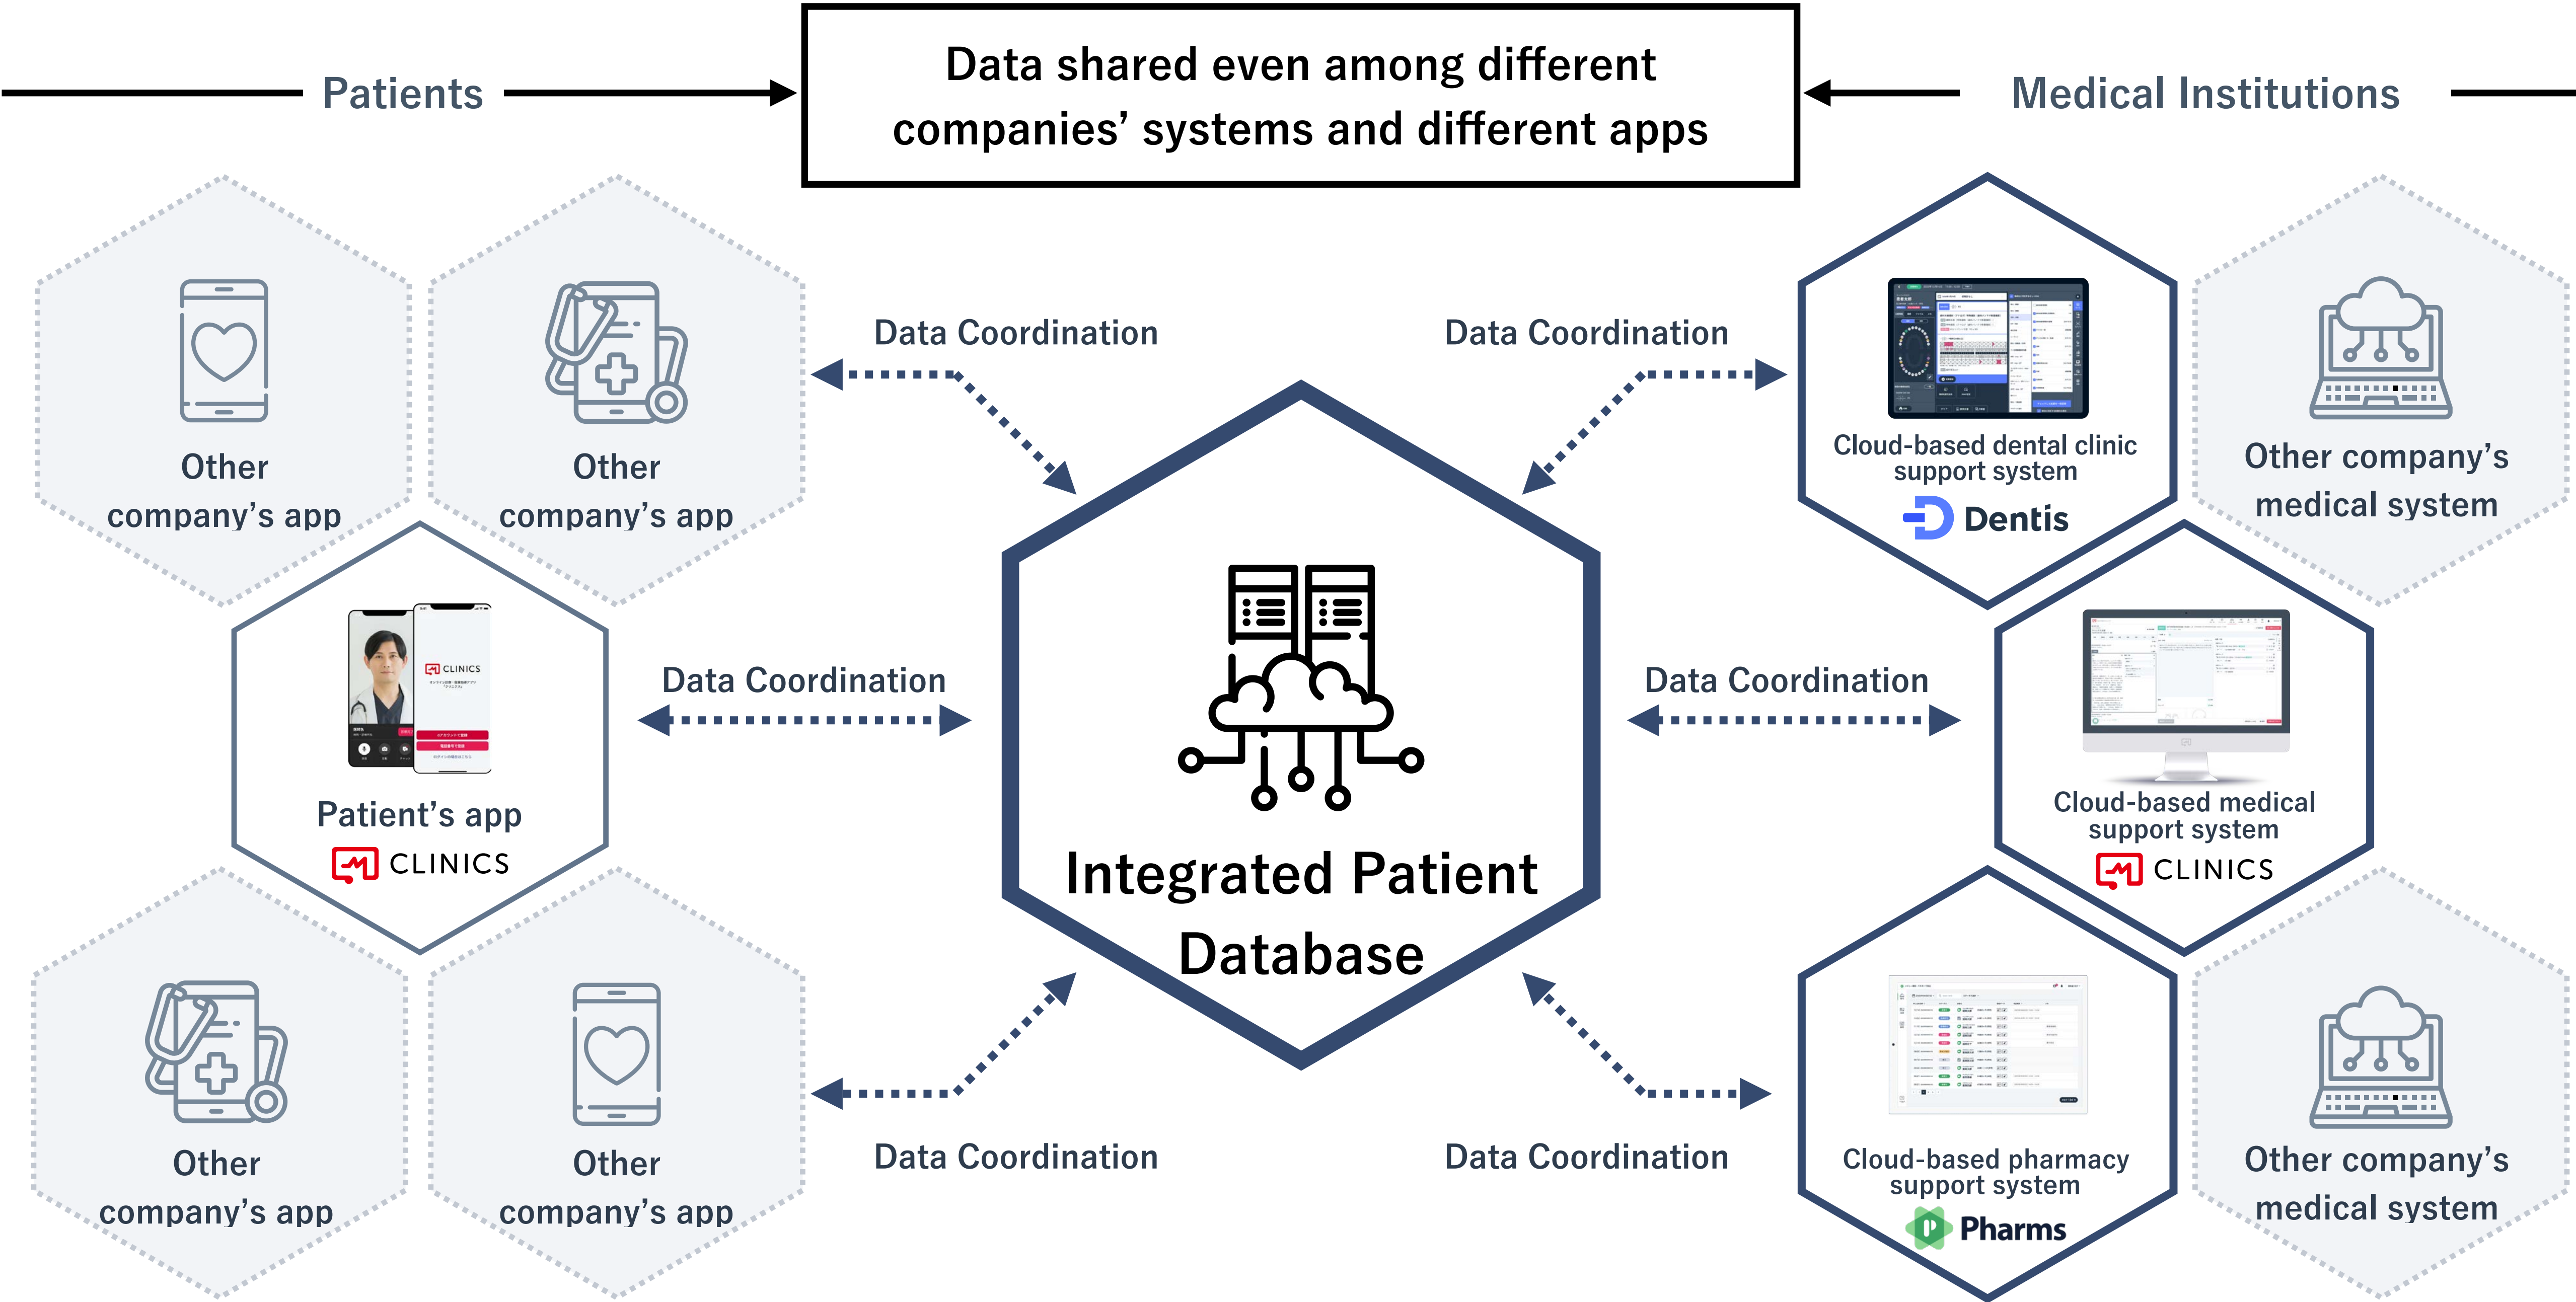 Patients
Data shared even among different
companies’ systems and different apps
Medical Institutions
Other
company’s app
Other
company’s app
Data Coordination
Data Coordination
Cloud-based dental clinic
support system
Dentis
Other company’s
medical system
CLINICS
Patient’s app
CLINICS
Data Coordination
Integrated Patient
Database
Data Coordination
Cloud-based medical
support system
CLINICS
Other
company’s app
Other
company’s app
Data Coordination
Data Coordination
Cloud-based pharmacy
support system
Pharms
Other company’s
medical system